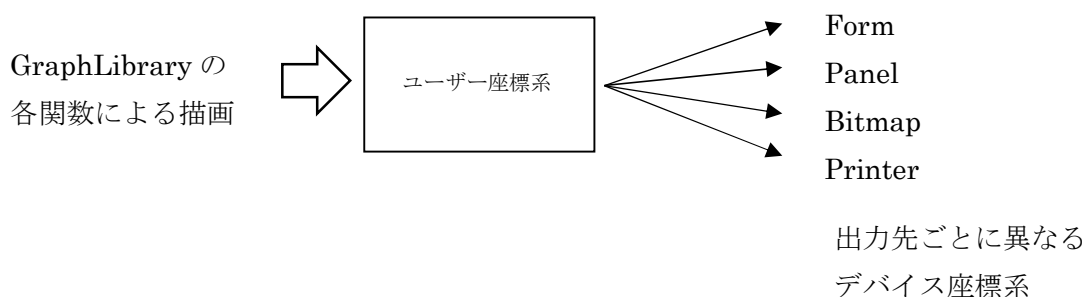 GraphLibrary の
各関数による描画
ユーザー座標系
Form
Panel
Bitmap
Printer
出力先ごとに異なる
デバイス座標系